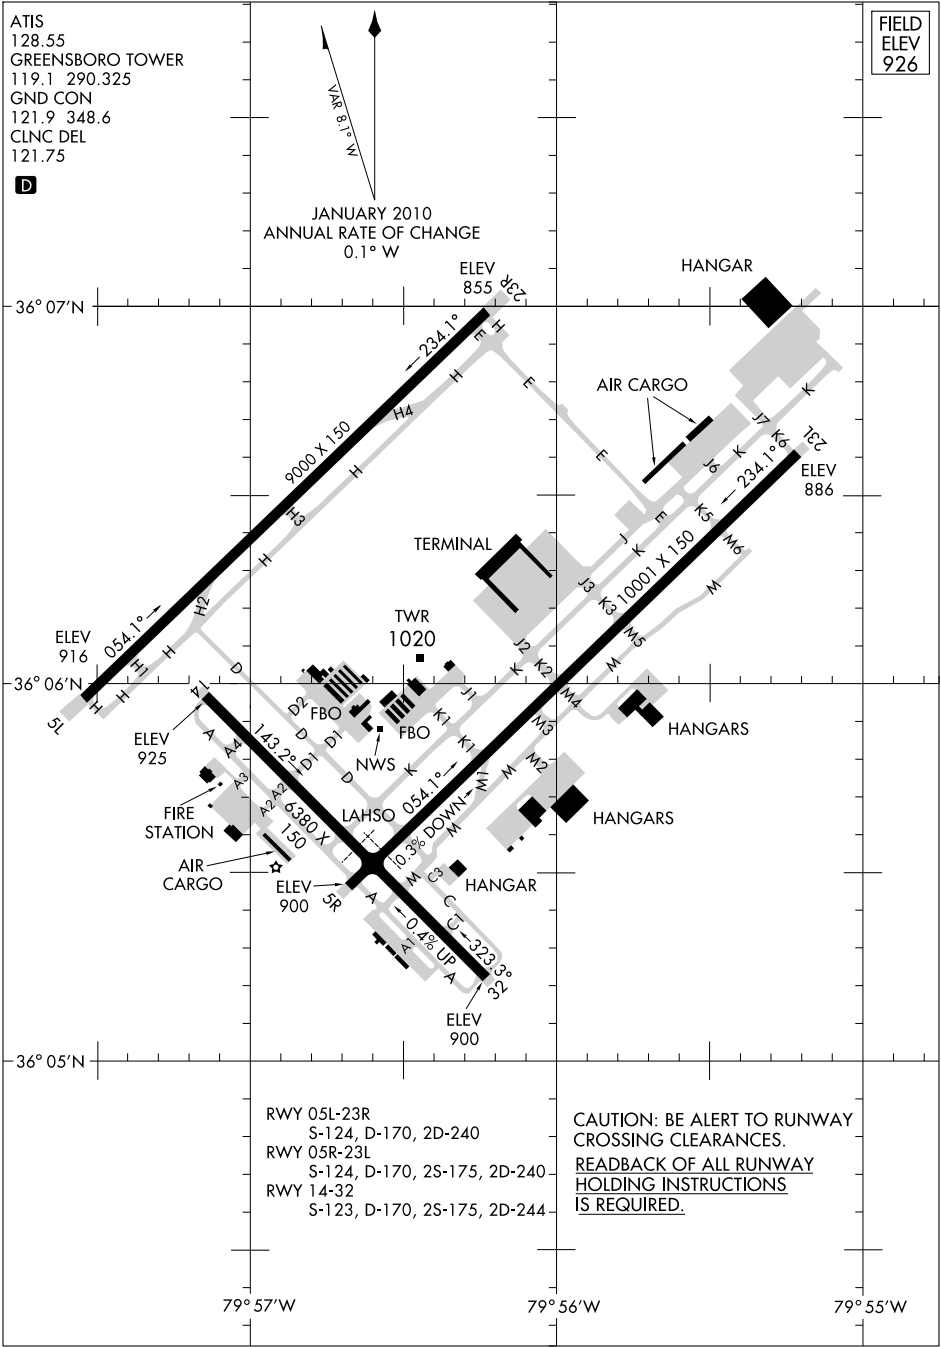 ATIS
128.55
GREENSBORO TOWER
119.1 290.325
GND CON
121.9 348.6
CLNC DEL
121.75
D
FIELD
ELEV
926
VAR 8.1° W
JANUARY 2010
ANNUAL RATE OF CHANGE
0.1° W
ELEV
855
23R
HANGAR
36°07'N
H
E
234.1°
H
E
AIR CARGO
K
H4
J7
K6
23L
9000 X 150
H
K
J6
234.1°
ELEV
886
E
H3
E
K5
J
M6
TERMINAL
K
H
10001 X 150
J3
M
K3
H2
TWR
1020
M5
054.1°
ELEV
916
J2
H
D
K2
M
H1
K
36°06'N
14
M4
J1
H
H
D2
FBO
K1
M3
5L
A
D
D1
FBO
K1
HANGARS
ELEV
925
A4
143.2°
D1
NWS
M2
K
M
D
M1
A3
A2
A2
054.1°
FIRE
STATION
6380 X
150
LAHSO
0.3% DOWN
M
HANGARS
AIR
CARGO
ELEV
900
5R
M
C3
HANGAR
A
C
C1
0.4% UP
A1
323.3°
A
32
ELEV
900
36°05'N
RWY 05L-23R
S-124, D-170, 2D-240
RWY 05R-23L
S-124, D-170, 2S-175, 2D-240
RWY 14-32
S-123, D-170, 2S-175, 2D-244
CAUTION: BE ALERT TO RUNWAY
CROSSING CLEARANCES.
READBACK OF ALL RUNWAY
HOLDING INSTRUCTIONS
IS REQUIRED.
79°57'W
79°56'W
79°55'W